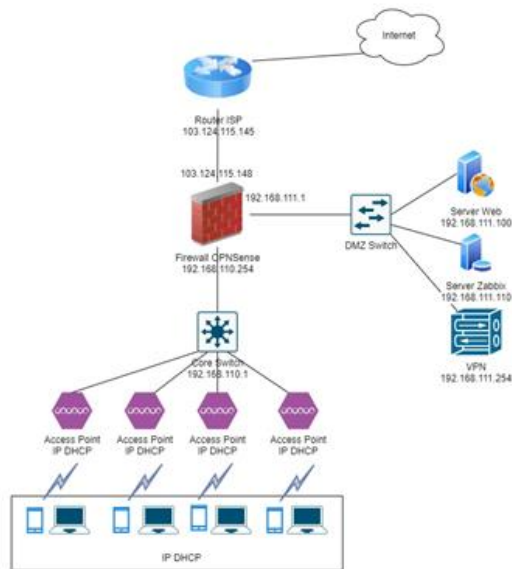 Internet
Router ISP
103.124.115.145
103.124.115.148
192.168.111.1
Firewall OPNSense
192.168.110.254
DMZ Switch
Server Web
192.168.111.100
Server Zabbix
192.168.111.110
VPN
192.168.111.254
Core Switch
192.168.110.1
Access Point
IP DHCP
Access Point
IP DHCP
Access Point
IP DHCP
Access Point
IP DHCP
IP DHCP